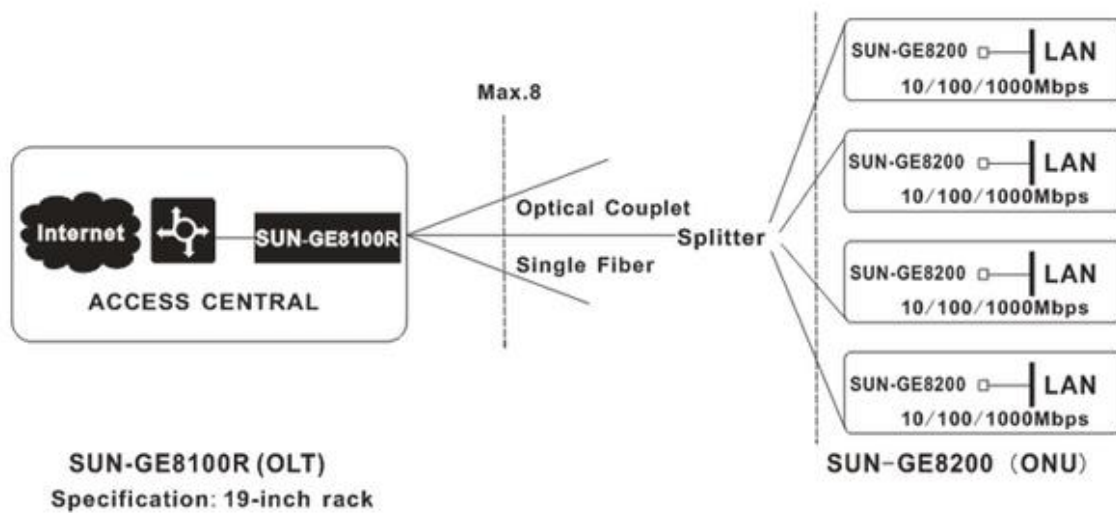 Max.8
Internet
SUN-GE8100R
ACCESS CENTRAL
Optical Couplet
Single Fiber
Splitter
SUN-GE8200 LAN
10/100/1000Mbps
SUN-GE8200 LAN
10/100/1000Mbps
SUN-GE8200 LAN
10/100/1000Mbps
SUN-GE8200 LAN
10/100/1000Mbps
SUN-GE8100R (OLT)
Specification: 19-inch rack
SUN-GE8200 (ONU)